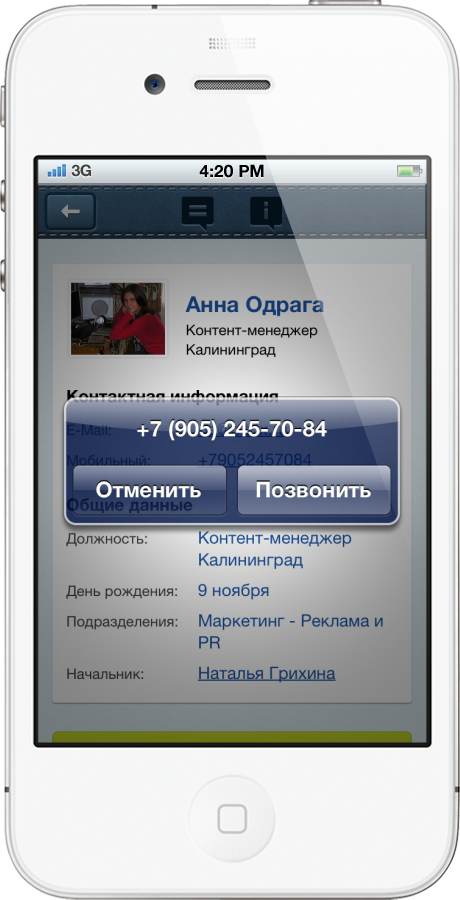 3G 4:20 PM
Анна Одрага
Контент-менеджер
Калининград
Контактная информация
+7 (905) 245-70-84
E-Mail:
Мобильный: +79052457084
Отменить Позвонить
Общие данные
Должность: Контент-менеджер
Калининград
День рождения: 9 ноября
Подразделения: Маркетинг - Реклама и
PR
Начальник: Наталья Грихина